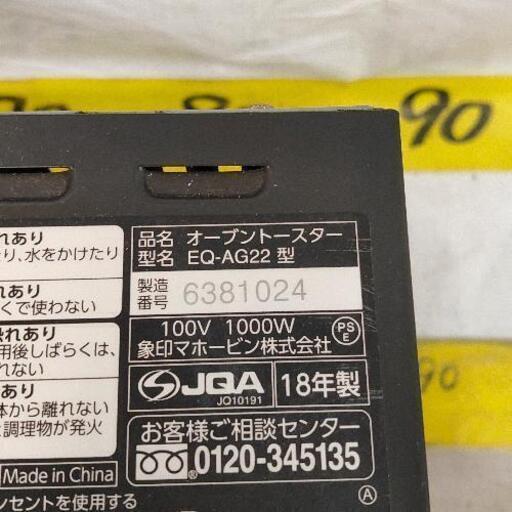 90
90
れあり
り、水をかけたり
れあり
くで使わない
れあり
用後しばらくは、
あり
体から離れない
調理物が発火
Made in China
ンセントを使用する
品名 オーブントースター
型名 EQ-AG22 型
製造番号 6381024
100V 1000W
PS E
象印マホービン株式会社
JQA
JQ10191
18年製
お客様ご相談センター
0120-345135
A
90